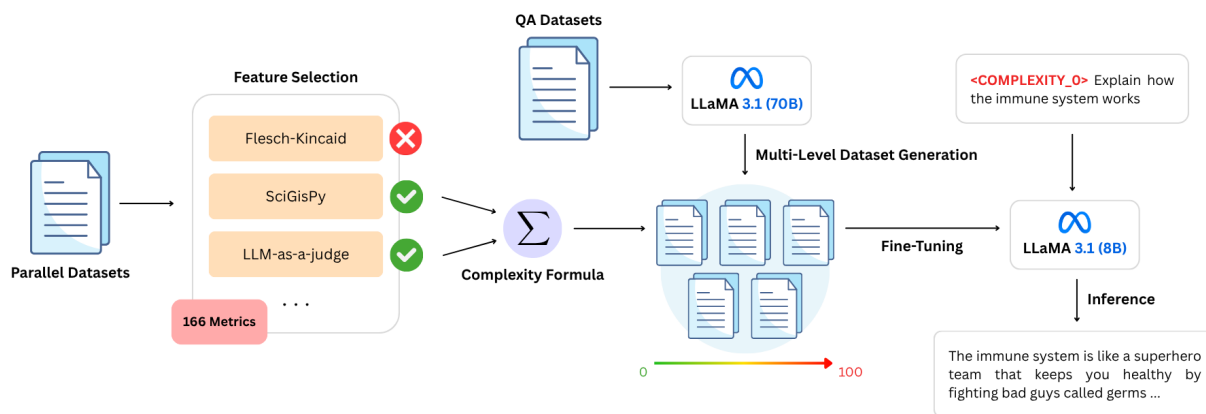 QA Datasets
Feature Selection
Flesch-Kincaid
SciGisPy
LLM-as-a-judge
. . .
166 Metrics
Parallel Datasets
Complexity Formula
LLaMA 3.1 (70B)
Multi-Level Dataset Generation
0
100
Fine-Tuning
<COMPLEXITY_0> Explain how
the immune system works
LLaMA 3.1 (8B)
Inference
The immune system is like a superhero
team that keeps you healthy by
fighting bad guys called germs ...